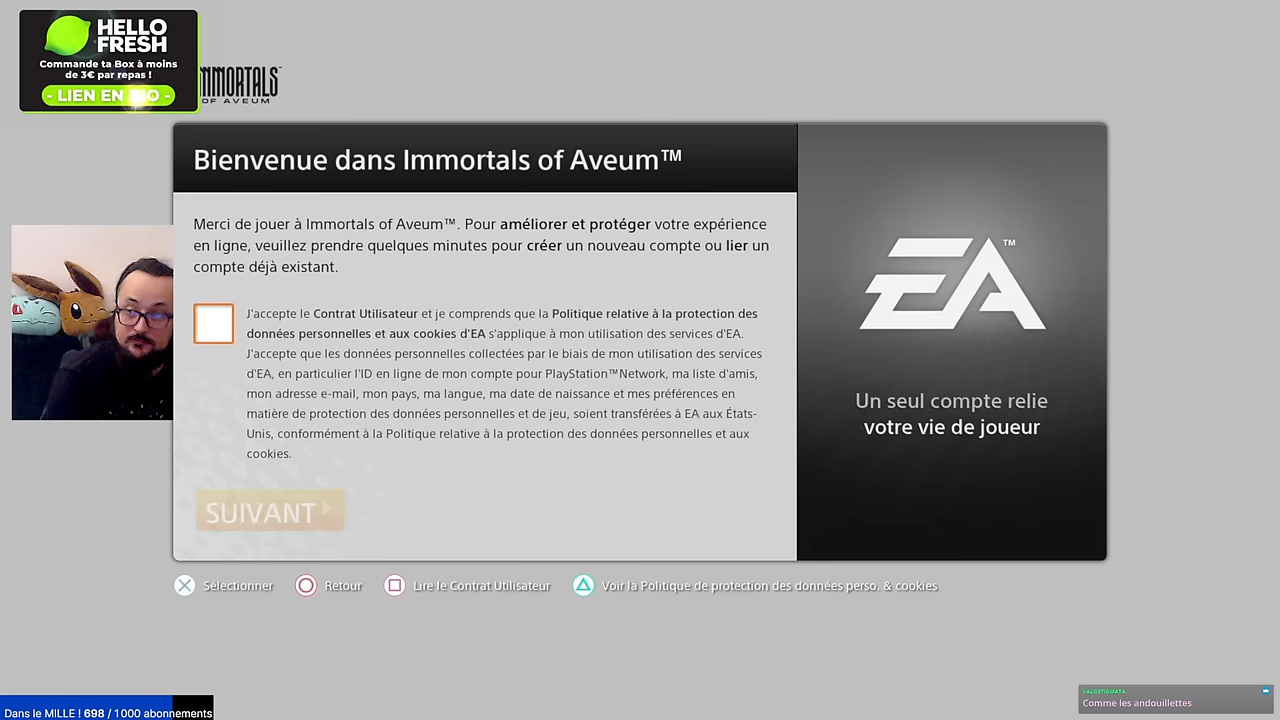 HELLO
FRESH
Commande ta Box à moins
de 3€ par repas !
- LIEN EN BIO -
IMMORTALS™
OF AVEUM
Bienvenue dans Immortals of Aveum™
Merci de jouer à Immortals of Aveum™. Pour améliorer et protéger votre expérience
en ligne, veuillez prendre quelques minutes pour créer un nouveau compte ou lier un
compte déjà existant.
J'accepte le Contrat Utilisateur et je comprends que la Politique relative à la protection des
données personnelles et aux cookies d'EA s'applique à mon utilisation des services d'EA.
J'accepte que les données personnelles collectées par le biais de mon utilisation des services
d'EA, en particulier l'ID en ligne de mon compte pour PlayStation™Network, ma liste d'amis,
mon adresse e-mail, mon pays, ma langue, ma date de naissance et mes préférences en
matière de protection des données personnelles et de jeu, soient transférées à EA aux États-
Unis, conformément à la Politique relative à la protection des données personnelles et aux
cookies.
SUIVANT
EA™
Un seul compte relie
votre vie de joueur
Sélectionner
Retour
Lire le Contrat Utilisateur
Voir la Politique de protection des données perso. & cookies
Dans le MILLE ! 698 / 1000 abonnements
VALOSTIGMATA
Comme les andouillettes